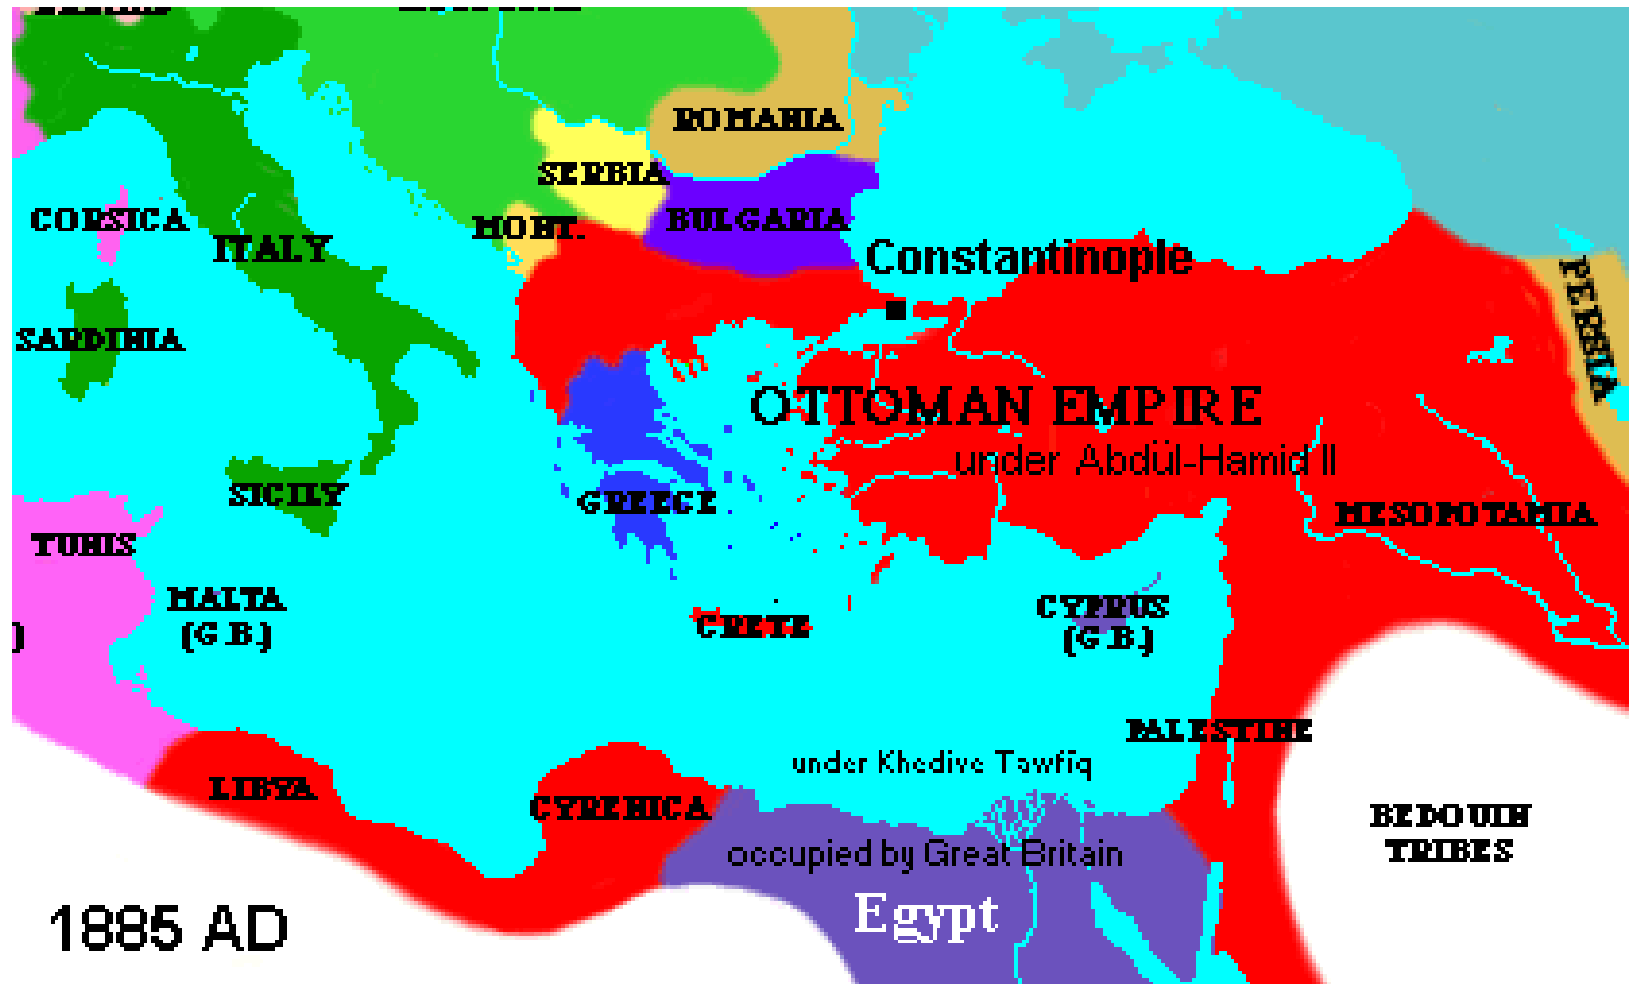 ROMANIA
SERBIA
CORSICA
MONT.
BULGARIA
ITALY
Constantinople
PERSIA
SARDINIA
OTTOMAN EMPIRE
under Abdül-Hamid II
SICILY
GREECE
MESOPOTAMIA
TUNIS
MALTA
(G.B.)
)
CRETE
CYPRUS
(G.B.)
PALESTINE
under Khedive Tawfiq
LIBYA
CYRENICA
BEDOUIN
TRIBES
occupied by Great Britain
Egypt
1885 AD